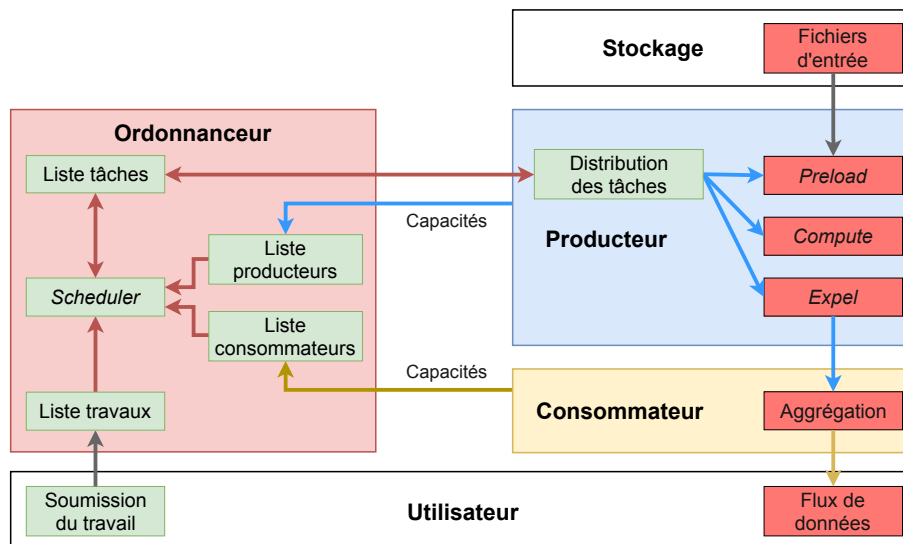 Stockage
Fichiers
d'entrée
Ordonnanceur
Liste tâches
Distribution
des tâches
Preload
Capacités
Liste
producteurs
Producteur
Compute
Scheduler
Expel
Liste
consommateurs
Capacités
Liste travaux
Consommateur
Aggrégation
Soumission
du travail
Utilisateur
Flux de
données